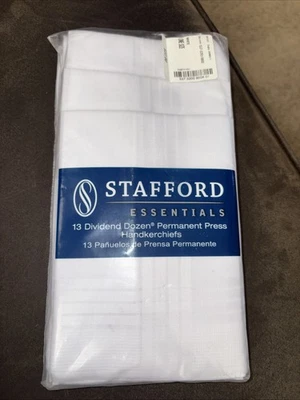 STAFFORD
ESSENTIALS
13 Dividend Dozen® Permanent Press
Handkerchiefs
13 Pañuelos de Prensa Permanente